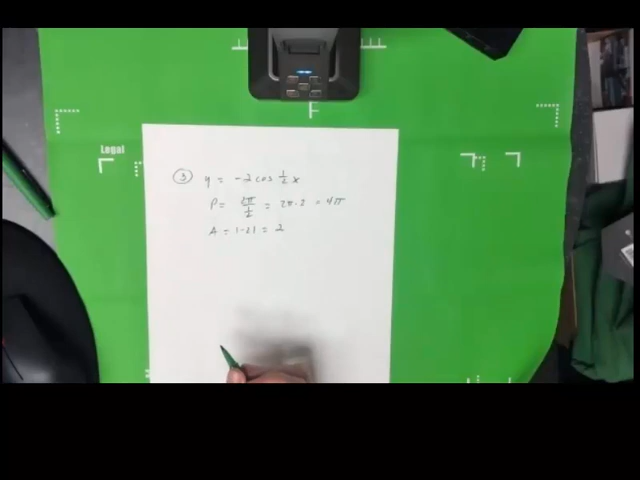 Legal
③ y = -2 cos 1/2 x
P = 2π / 1/2 = 2π · 2 = 4π
A = |-2| = 2